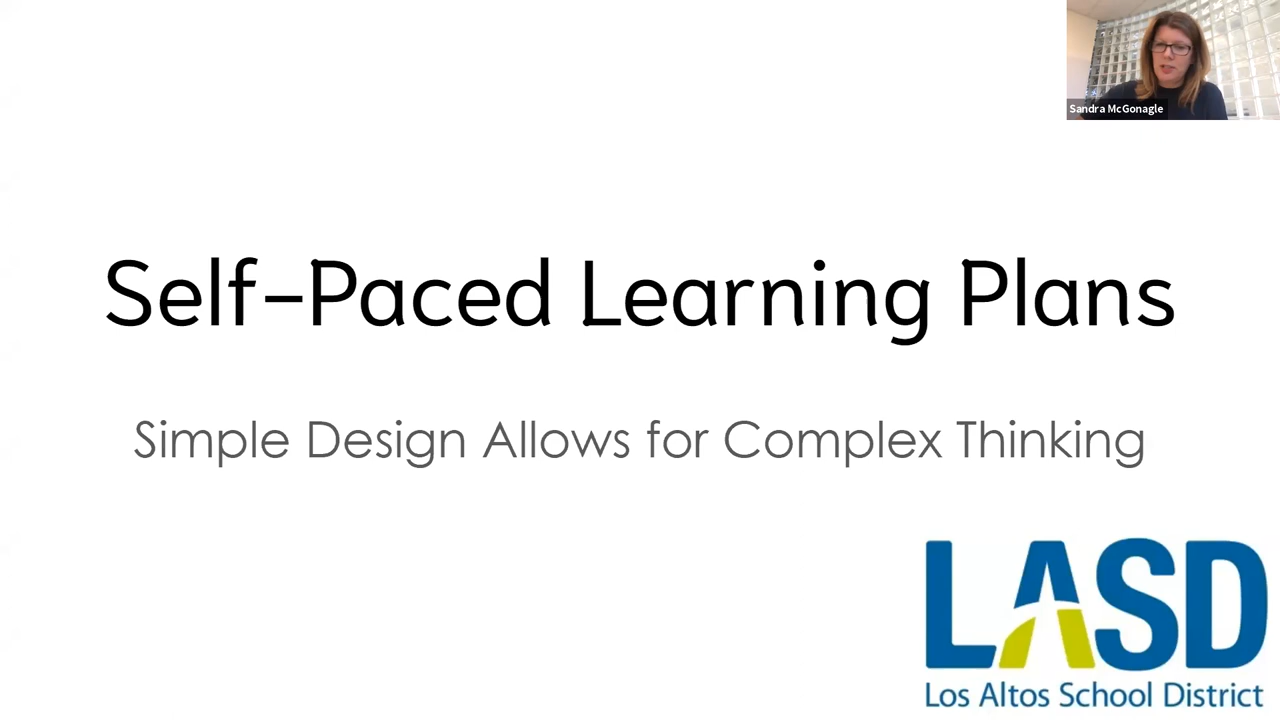 Sandra McGonagle
Self-Paced Learning Plans
Simple Design Allows for Complex Thinking
LASD
Los Altos School District